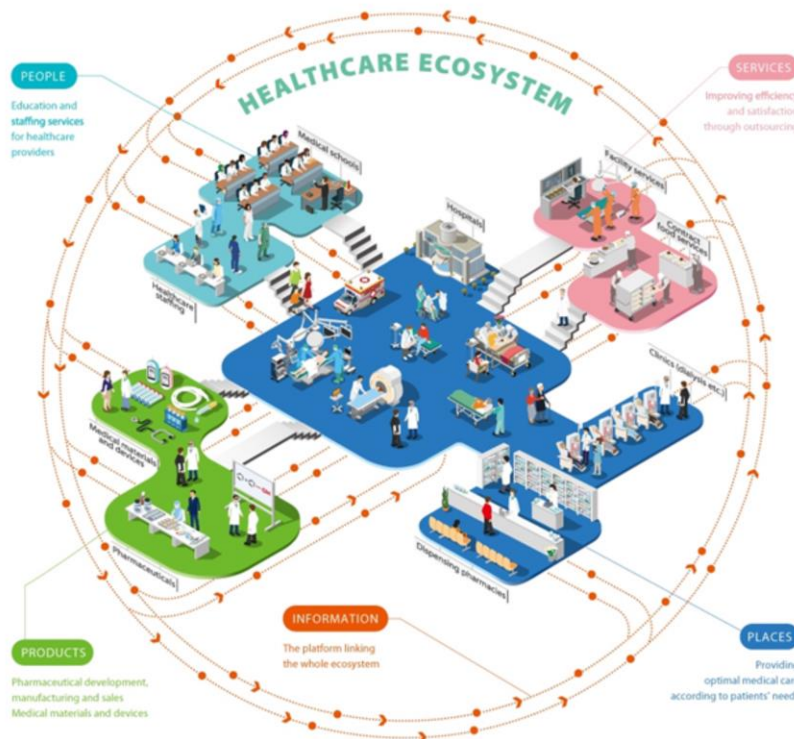 HEALTHCARE ECOSYSTEM
PEOPLE
Education and
staffing services
for healthcare
providers
SERVICES
Improving efficienc
and satisfactio
through outsourcin
Medical schools
Healthcare
staffing
Hospitals
Facility services
Contract
food services
Clinics (dialysis etc.)
Medical materials
and devices
Pharmaceuticals
Dispensing pharmacies
PRODUCTS
Pharmaceutical development,
manufacturing and sales
Medical materials and devices
INFORMATION
The platform linking
the whole ecosystem
PLACES
Providin
optimal medical car
according to patients' need